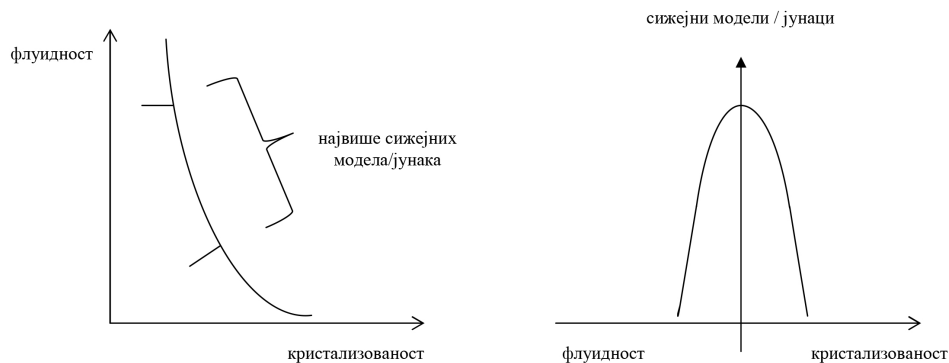 флуидност
највише сижејних
модела/јунака
кристализованост
сижејни модели / јунаци
флуидност
кристализованост